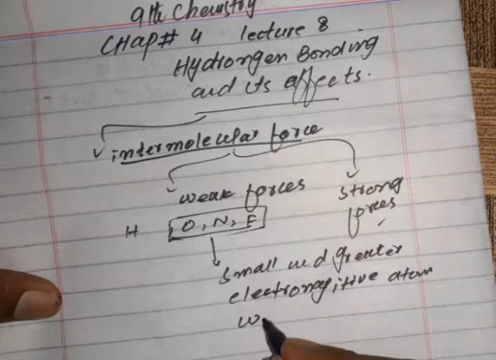 9th Chemistry
CHap# 4 lecture 8
Hydrogen Bonding
and its affects.
intermolecular force
weak forces strong
forces
H O, N, F
Small and greater
electronagitive atom
w